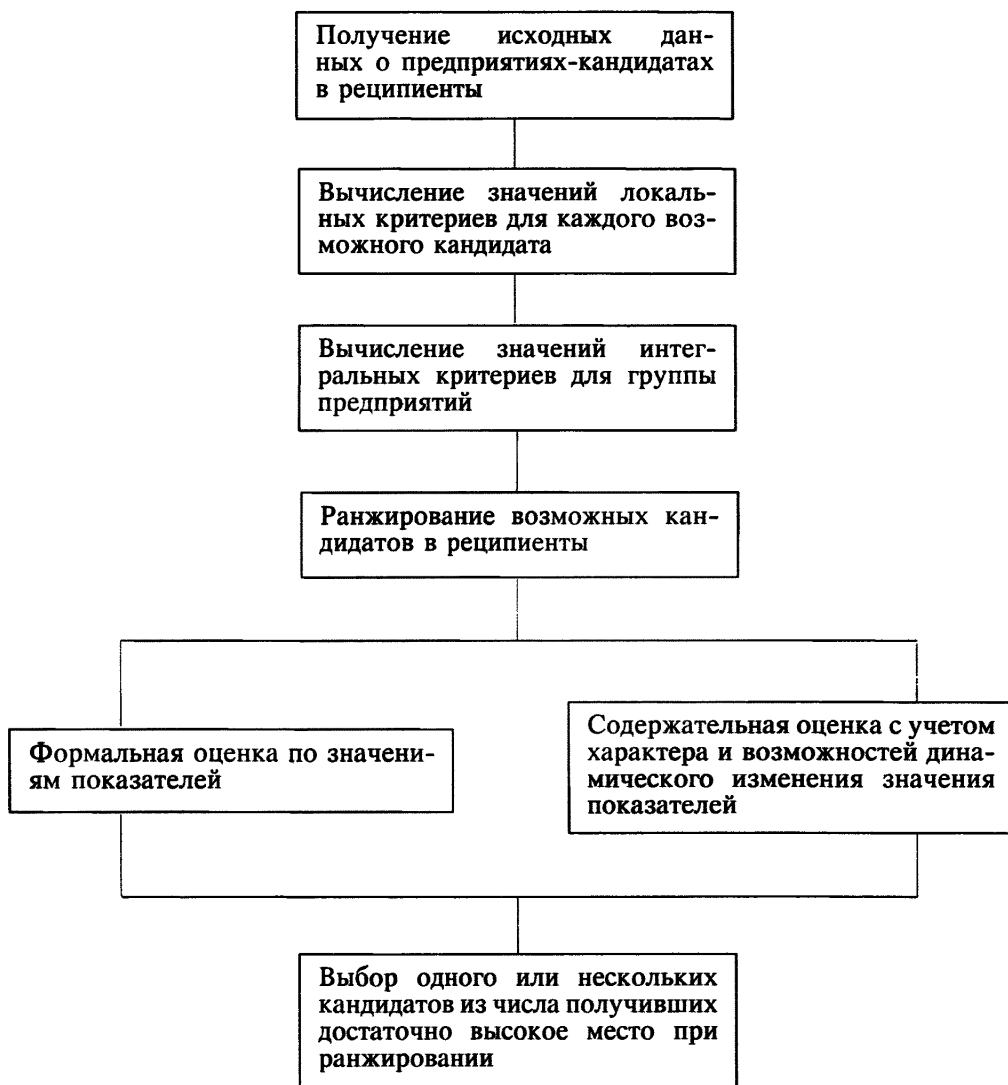 Получение исходных дан-
ных о предприятиях-кандидатах
в реципиенты
Вычисление значений локаль-
ных критериев для каждого воз-
можного кандидата
Вычисление значений интег-
ральных критериев для группы
предприятий
Ранжирование возможных кан-
дидатов в реципиенты
Формальная оценка по значени-
ям показателей
Содержательная оценка с учетом
характера и возможностей дина-
мического изменения значения
показателей
Выбор одного или нескольких
кандидатов из числа получивших
достаточно высокое место при
ранжировании